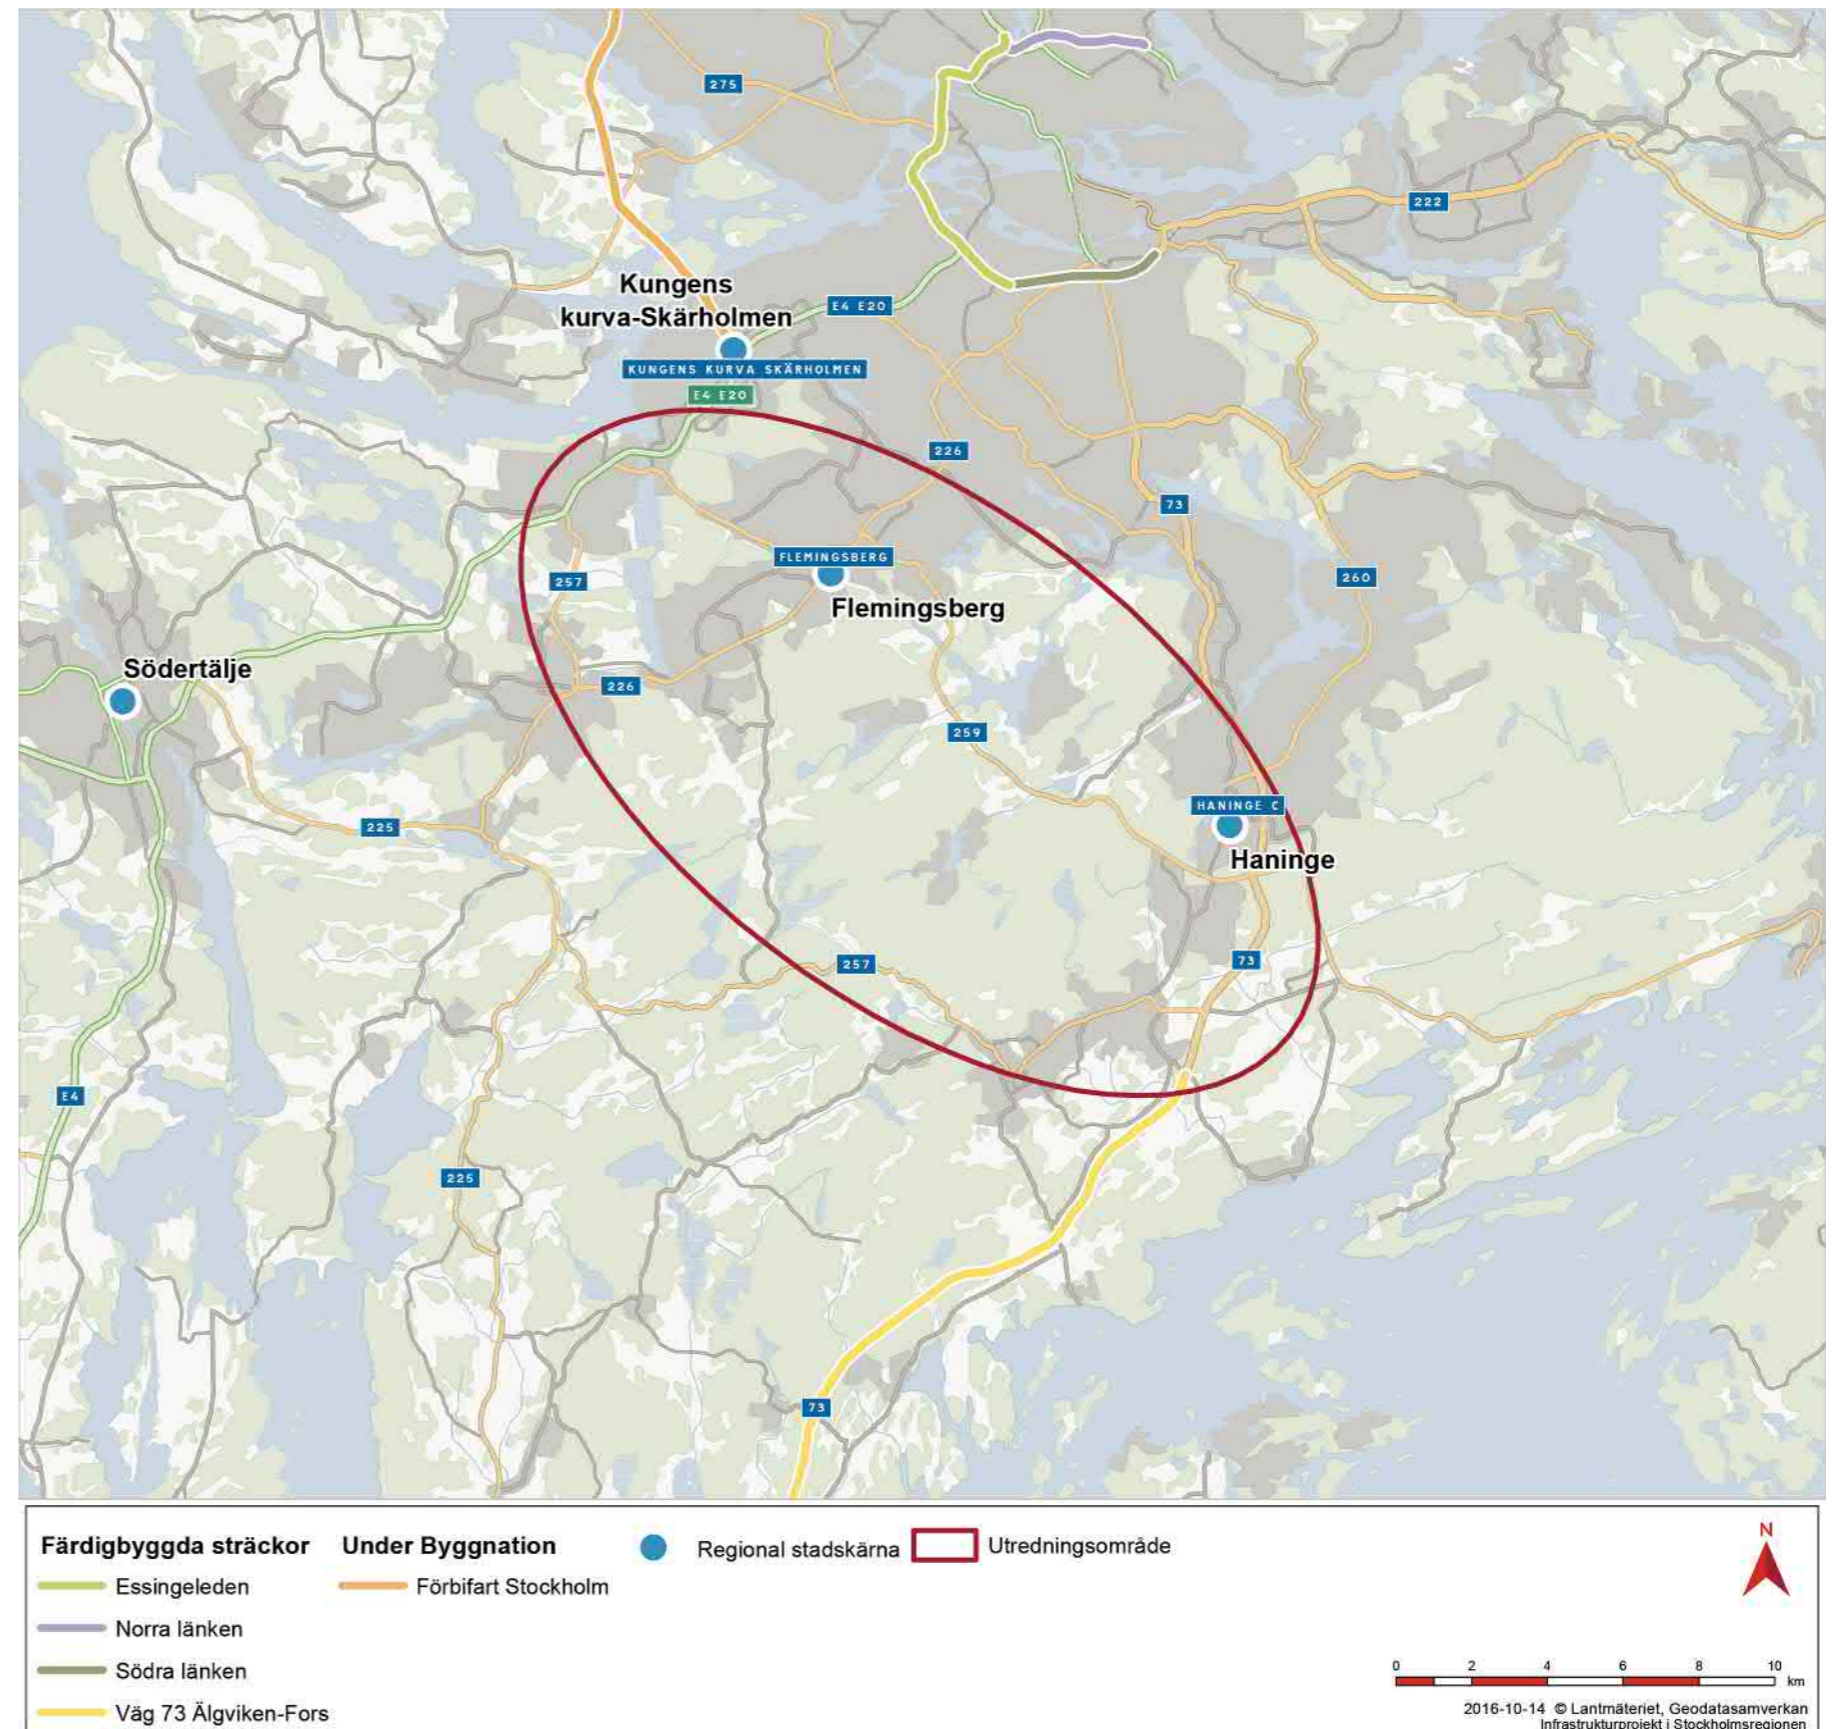 275
222
Kungens
kurva-Skärholmen
E4 E20
KUNGENS KURVA SKÄRHOLMEN
E4 E20
226
73
FLEMINGSBERG
257
260
Flemingsberg
Södertälje
226
259
HANINGE C
225
Haninge
257
73
E4
225
73
Färdigbyggda sträckor
Under Byggnation
Regional stadskärna
Utredningsområde
N
Essingeleden
Förbifart Stockholm
Norra länken
Södra länken
0 2 4 6 8 10
km
Väg 73 Älgviken-Fors
2016-10-14 © Lantmäteriet, Geodatasamverkan
Infrastrukturprojekt i Stockholmsregionen